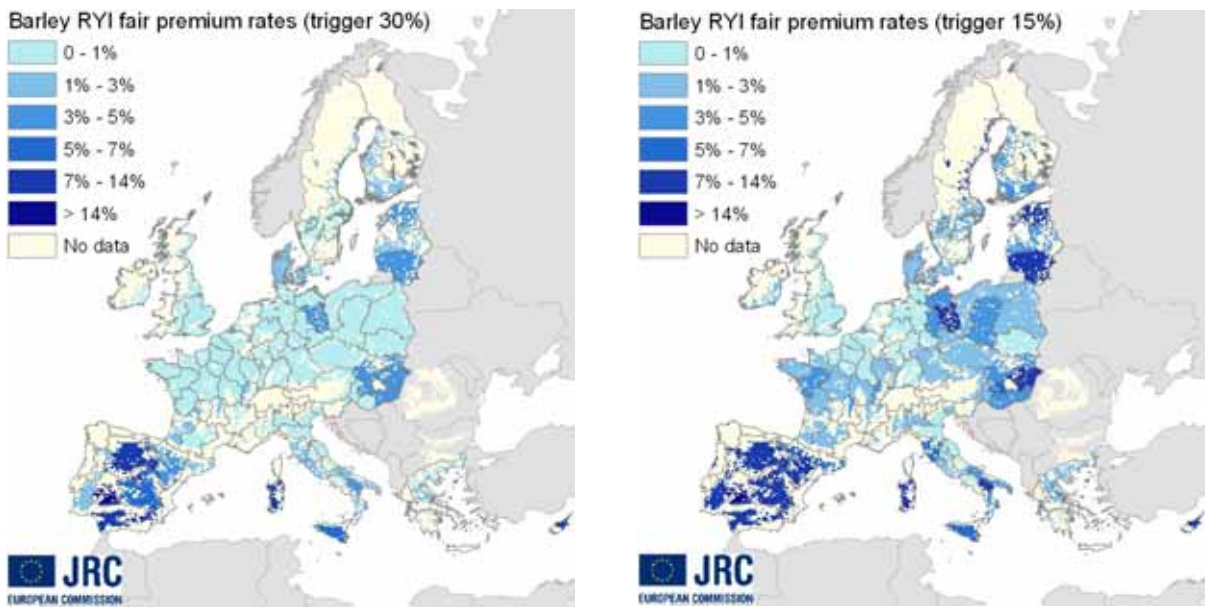 Barley RYI fair premium rates (trigger 30%)
0 - 1%
1% - 3%
3% - 5%
5% - 7%
7% - 14%
> 14%
No data
JRC
EUROPEAN COMMISSION
Barley RYI fair premium rates (trigger 15%)
0 - 1%
1% - 3%
3% - 5%
5% - 7%
7% - 14%
> 14%
No data
JRC
EUROPEAN COMMISSION